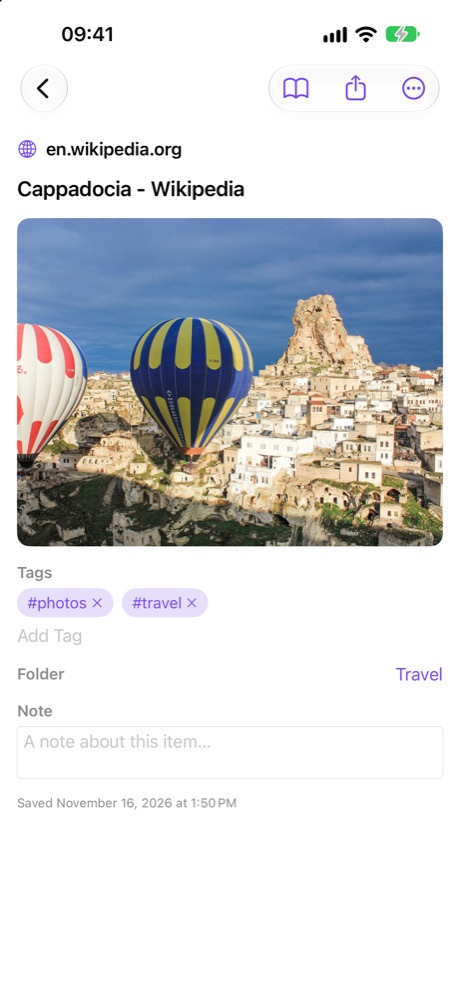 09:41
en.wikipedia.org
Cappadocia - Wikipedia
Tags
#photos × #travel ×
Add Tag
Folder Travel
Note
A note about this item...
Saved November 16, 2026 at 1:50 PM